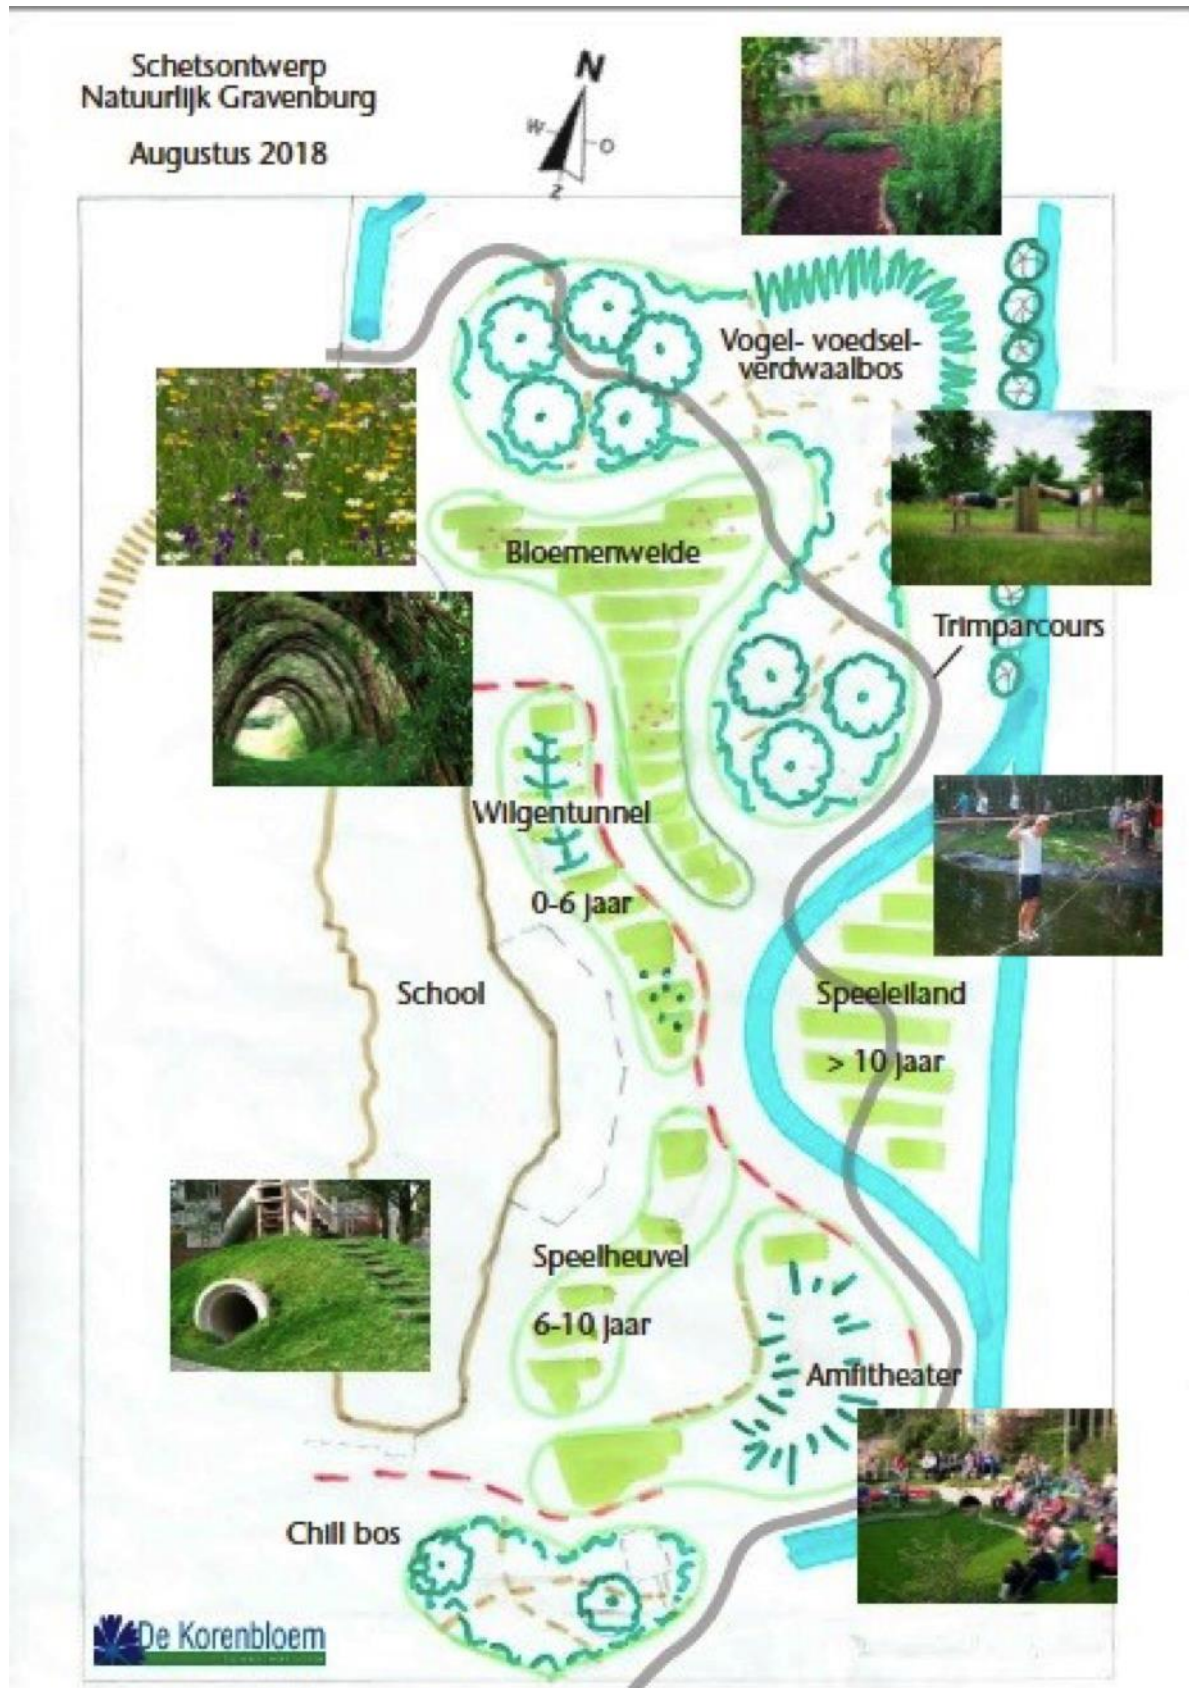 Schetsontwerp
Natuurlijk Gravenburg
Augustus 2018
N
W
O
Z
Vogel- voedsel-
verdwaalbos
Bloemenweide
Trimparcours
Wilgentunnel
0-6 jaar
School
Speeleiland
> 10 jaar
Speelheuvel
6-10 jaar
Amfitheater
Chill bos
De Korenbloem